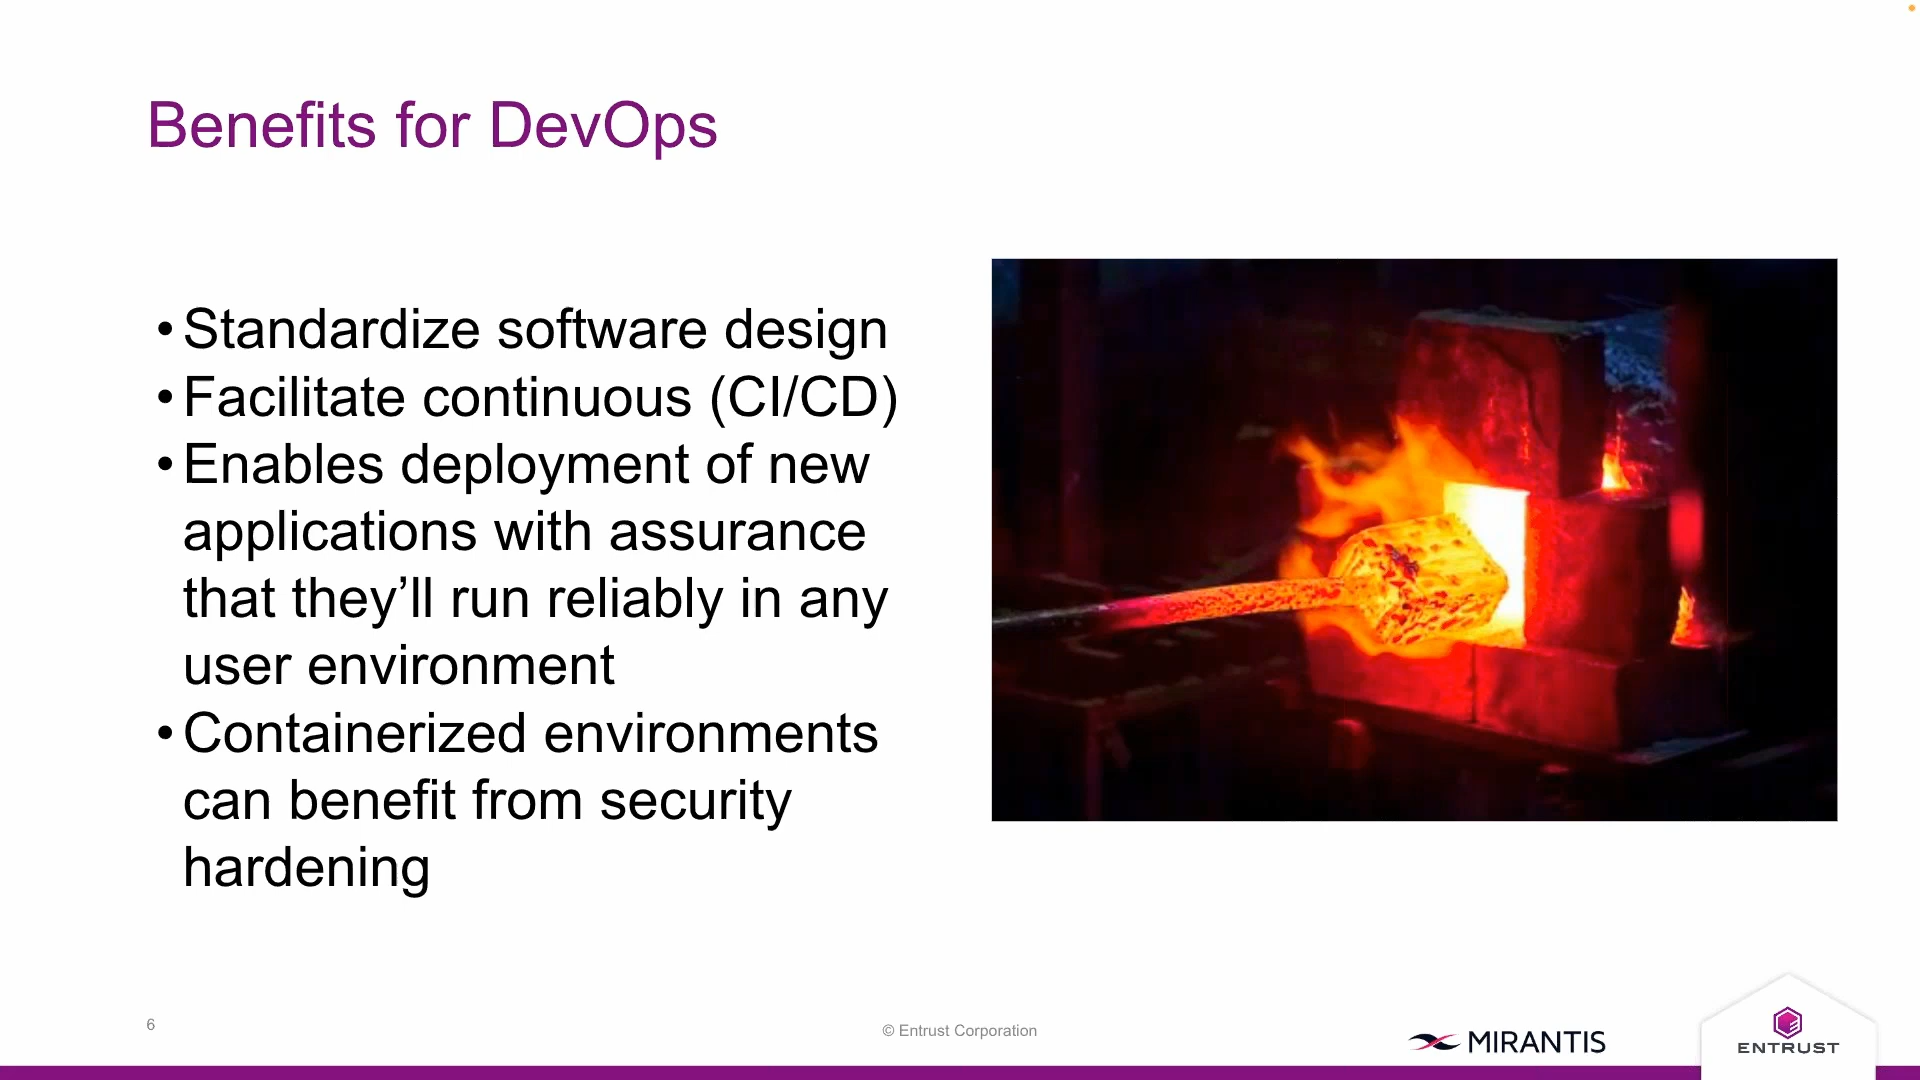 Benefits for DevOps
• Standardize software design
• Facilitate continuous (CI/CD)
• Enables deployment of new
applications with assurance
that they’ll run reliably in any
user environment
• Containerized environments
can benefit from security
hardening
6
© Entrust Corporation
MIRANTIS
ENTRUST